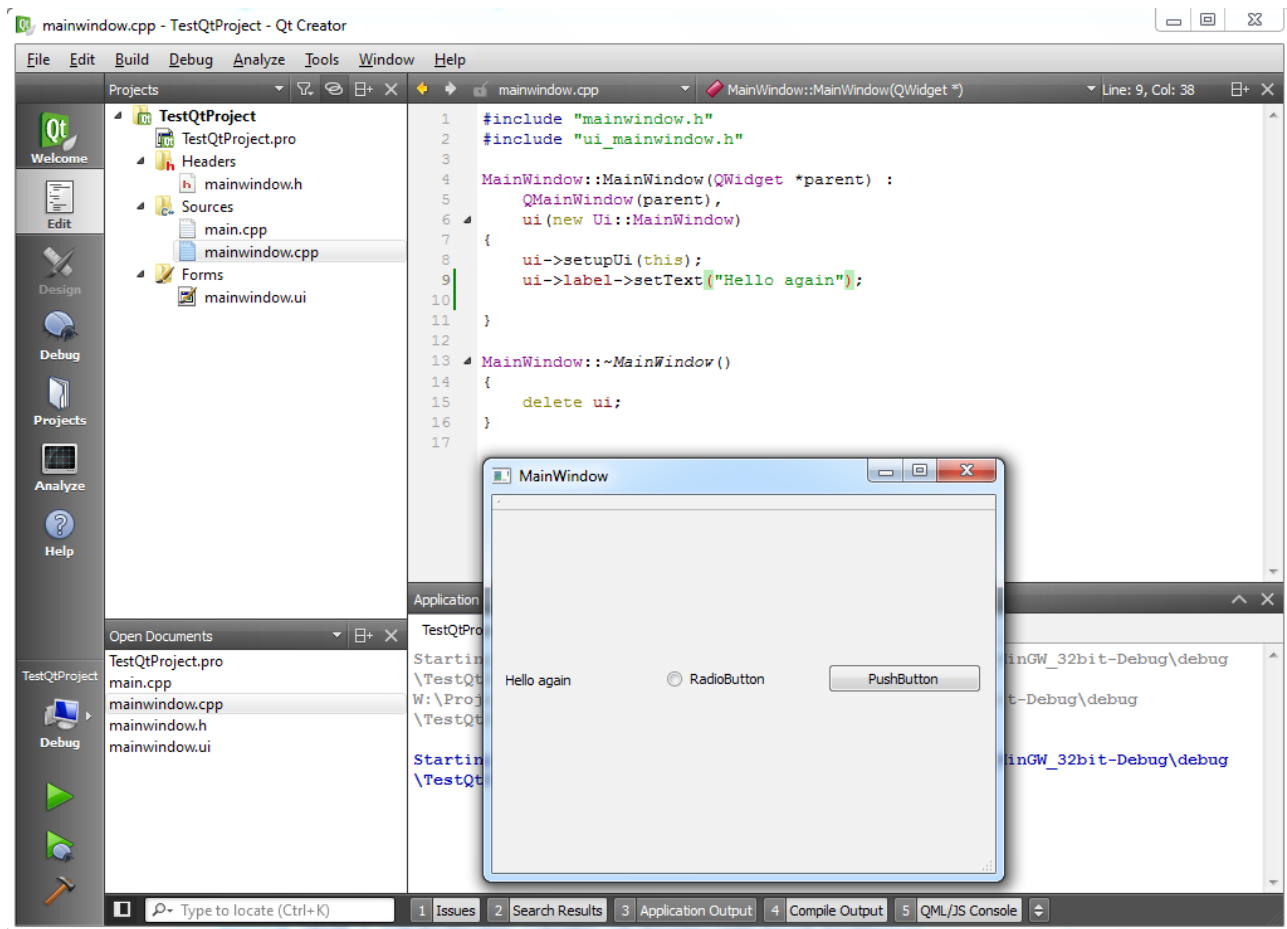 mainwindow.cpp - TestQtProject - Qt Creator
File Edit Build Debug Analyze Tools Window Help
Projects
mainwindow.cpp
MainWindow::MainWindow(QWidget *)
Line: 9, Col: 38
Qt
Welcome
Edit
Design
Debug
Projects
Analyze
Help
TestQtProject
Debug
TestQtProject
TestQtProject.pro
Headers
mainwindow.h
Sources
main.cpp
mainwindow.cpp
Forms
mainwindow.ui
Open Documents
TestQtProject.pro
main.cpp
mainwindow.cpp
mainwindow.h
mainwindow.ui
1 #include "mainwindow.h"
2 #include "ui_mainwindow.h"
3
4 MainWindow::MainWindow(QWidget *parent) :
5 QMainWindow(parent),
6 ui(new Ui::MainWindow)
7 {
8 ui->setupUi(this);
9 ui->label->setText("Hello again");
10
11 }
12
13 MainWindow::~MainWindow()
14 {
15 delete ui;
16 }
17
Application
TestQtPro
Startin inGW_32bit-Debug\debug
\TestQt
W:\Proj t-Debug\debug
\TestQt
Startin inGW_32bit-Debug\debug
\TestQt
MainWindow
Hello again RadioButton PushButton
Type to locate (Ctrl+K)
1 Issues 2 Search Results 3 Application Output 4 Compile Output 5 QML/JS Console